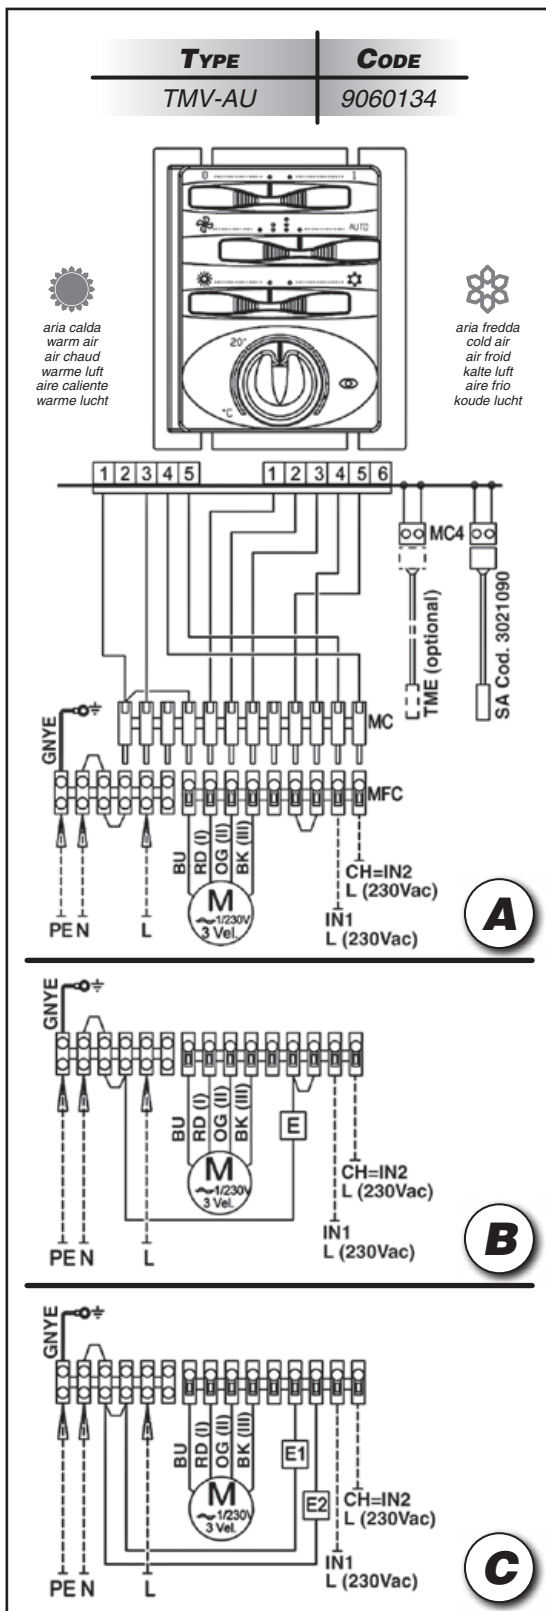 TYPE CODE
TMV-AU 9060134
0 I
AUTO
20°
°C
aria calda
warm air
air chaud
warme luft
aire caliente
warme lucht
aria fredda
cold air
air froid
kalte luft
aire frio
koude lucht
1 2 3 4 5 1 2 3 4 5 6
MC4
TME (optional)
SA Cod. 3021090
MC
GNYE
MFC
BU
RD (I)
OG (II)
BK (III)
M
1/230V
3 Vel.
CH=IN2
L (230Vac)
IN1
L (230Vac)
PE N L
A
GNYE
BU
RD (I)
OG (II)
BK (III)
E
M
1/230V
3 Vel.
CH=IN2
L (230Vac)
IN1
L (230Vac)
PE N L
B
GNYE
BU
RD (I)
OG (II)
BK (III)
E1
E2
M
1/230V
3 Vel.
CH=IN2
L (230Vac)
IN1
L (230Vac)
PE N L
C